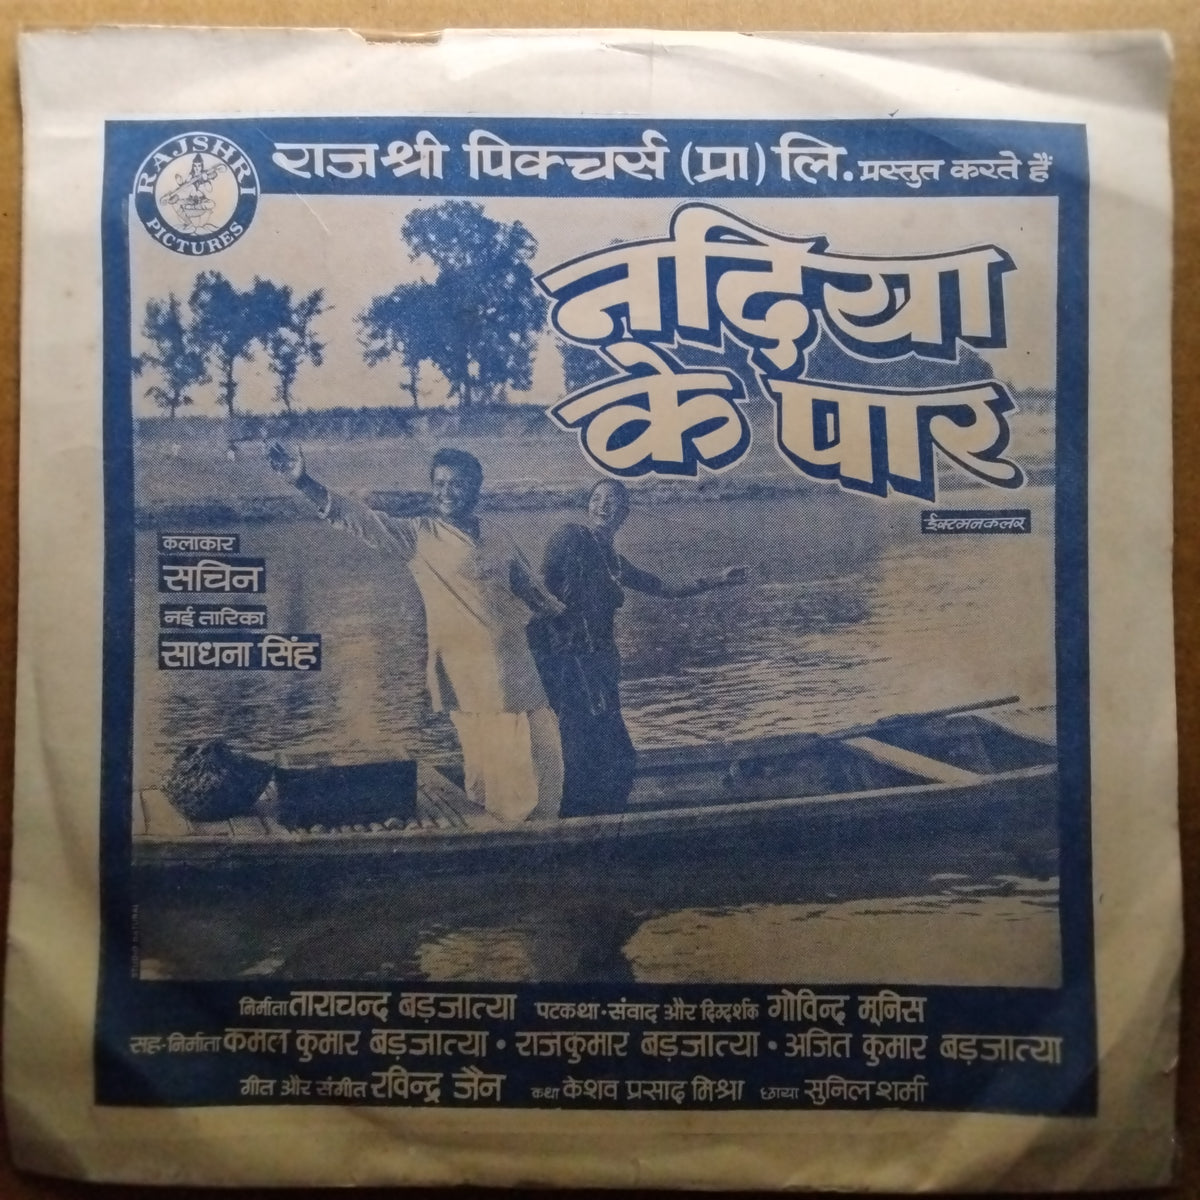 RAJSHRI PICTURES
राजश्री पिक्चर्स (प्रा) लि. प्रस्तुत करते हैं
नदिया
के पार
ईस्टमनकलर
कलाकार
सचिन
नई तारिका
साधना सिंह
निर्माता ताराचन्द बड़जात्या पटकथा·संवाद और दिग्दर्शक गोविन्द मूनिस
सह-निर्माता कमल कुमार बड़जात्या • राजकुमार बड़जात्या • अजित कुमार बड़जात्या
गीत और संगीत रविन्द्र जैन कथा केशव प्रसाद मिश्रा छाया सुनिल शर्मा